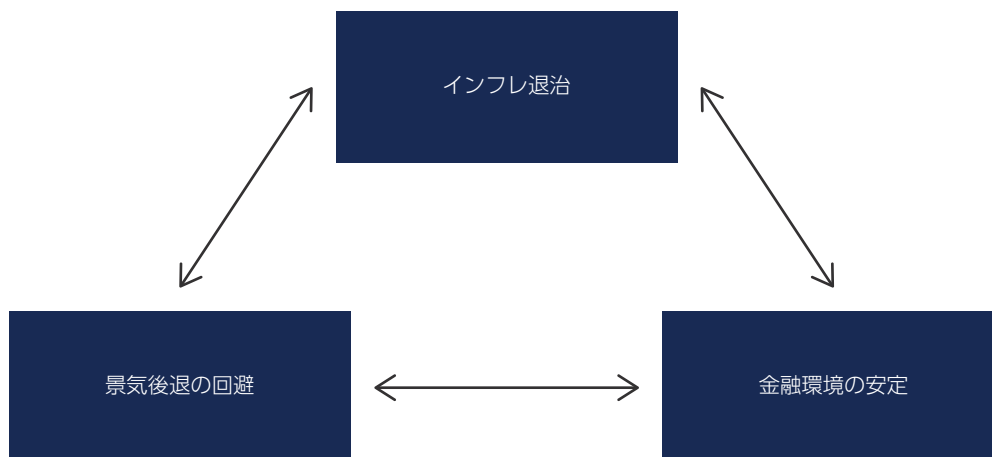 インフレ退治
景気後退の回避
金融環境の安定